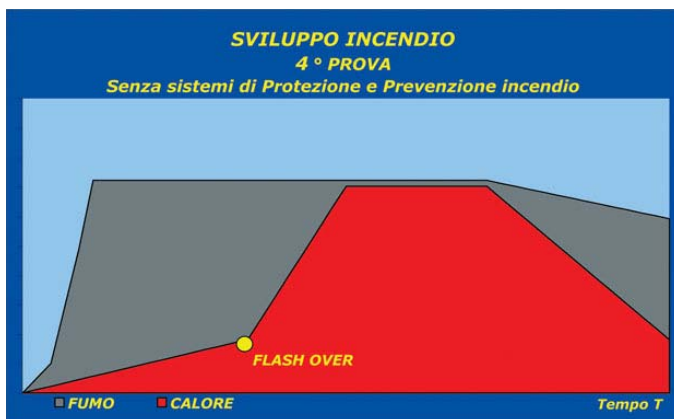 SVILUPPO INCENDIO
4° PROVA
Senza sistemi di Protezione e Prevenzione incendio
FLASH OVER
FUMO CALORE Tempo T